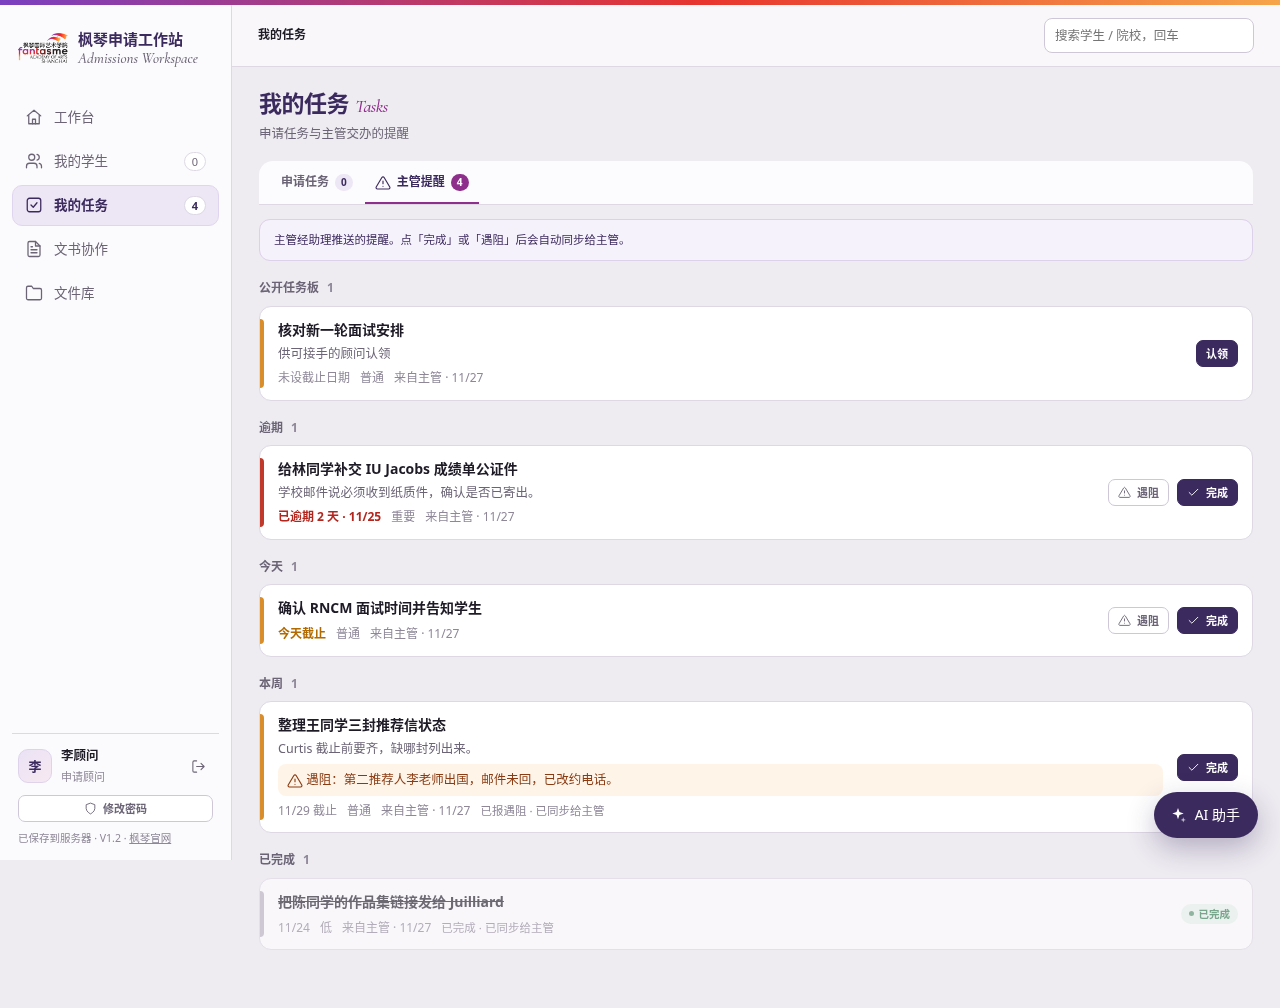 枫琴国际艺术学院
fantasme
ACADEMY OF ARTS
SHANGHAI
枫琴申请工作站
Admissions Workspace
工作台
我的学生 0
我的任务 4
文书协作
文件库
李
李顾问
申请顾问
修改密码
已保存到服务器 · V1.2 · 枫琴官网
我的任务
搜索学生 / 院校，回车
我的任务 Tasks
申请任务与主管交办的提醒
申请任务 0 主管提醒 4
主管经助理推送的提醒。点「完成」或「遇阻」后会自动同步给主管。
公开任务板 1
核对新一轮面试安排
供可接手的顾问认领
未设截止日期 普通 来自主管 · 11/27
认领
逾期 1
给林同学补交 IU Jacobs 成绩单公证件
学校邮件说必须收到纸质件，确认是否已寄出。
已逾期 2 天 · 11/25 重要 来自主管 · 11/27
遇阻 完成
今天 1
确认 RNCM 面试时间并告知学生
今天截止 普通 来自主管 · 11/27
遇阻 完成
本周 1
整理王同学三封推荐信状态
Curtis 截止前要齐，缺哪封列出来。
遇阻：第二推荐人李老师出国，邮件未回，已改约电话。
11/29 截止 普通 来自主管 · 11/27 已报遇阻 · 已同步给主管
完成
AI 助手
已完成 1
把陈同学的作品集链接发给 Juilliard
11/24 低 来自主管 · 11/27 已完成 · 已同步给主管
已完成